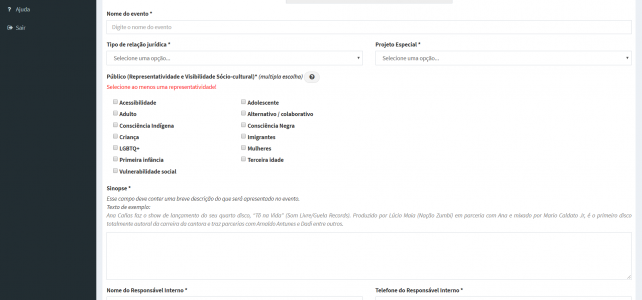 Ajuda
Sair
Nome do evento *
Digite o nome do evento
Tipo de relação jurídica *
Projeto Especial *
Selecione uma opção...
Selecione uma opção...
Público (Representatividade e Visibilidade Sócio-cultural)* (multipla escolha)
Selecione ao menos uma representatividade!
Acessibilidade
Adolescente
Adulto
Alternativo / colaborativo
Consciência Indígena
Consciência Negra
Criança
Imigrantes
LGBTQ+
Mulheres
Primeira infância
Terceira idade
Vulnerabilidade social
Sinopse *
Esse campo deve conter uma breve descrição do que será apresentado no evento.
Texto de exemplo:
Ana Cañas faz o show de lançamento do seu quarto disco, "Tô na Vida" (Som Livre/Guela Records). Produzido por Lúcio Maia (Nação Zumbi) em parceria com Ana e mixado por Mario Caldato Jr, é o primeiro disco
totalmente autoral da carreira da cantora e traz parcerias com Arnaldo Antunes e Dadi entre outros.
Nome do Responsável Interno *
Telefone do Responsável Interno *